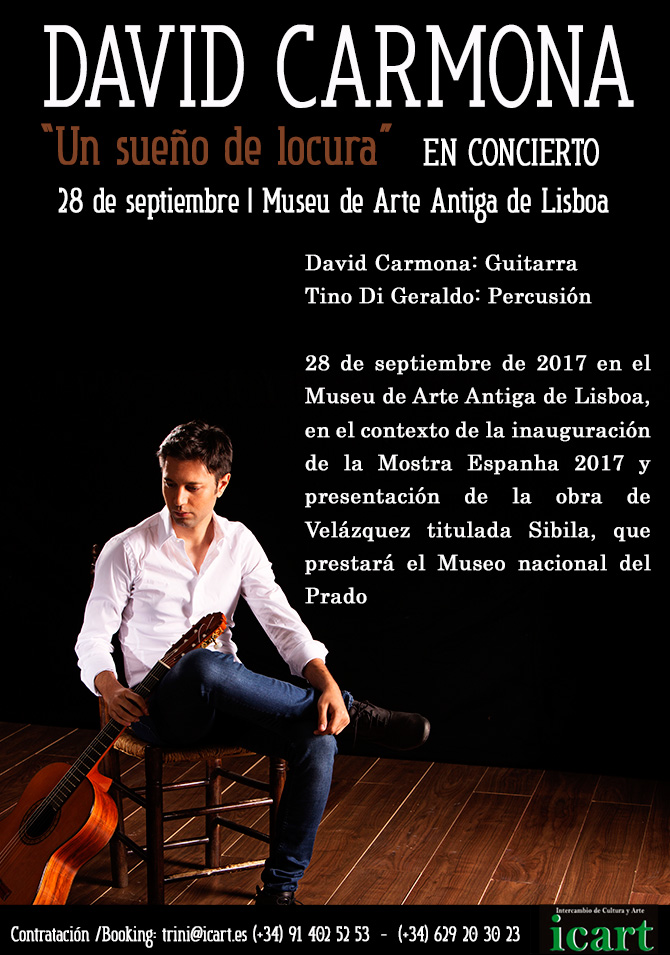 DAVID CARMONA
"Un sueño de locura" EN CONCIERTO
28 de septiembre | Museu de Arte Antiga de Lisboa
David Carmona: Guitarra
Tino Di Geraldo: Percusión
28 de septiembre de 2017 en el
Museu de Arte Antiga de Lisboa,
en el contexto de la inauguración
de la Mostra Espanha 2017 y
presentación de la obra de
Velázquez titulada Sibila, que
prestará el Museo nacional del
Prado
Intercambio de Cultura y Arte
icart
Contratación /Booking: trini@icart.es (+34) 91 402 52 53 - (+34) 629 20 30 23